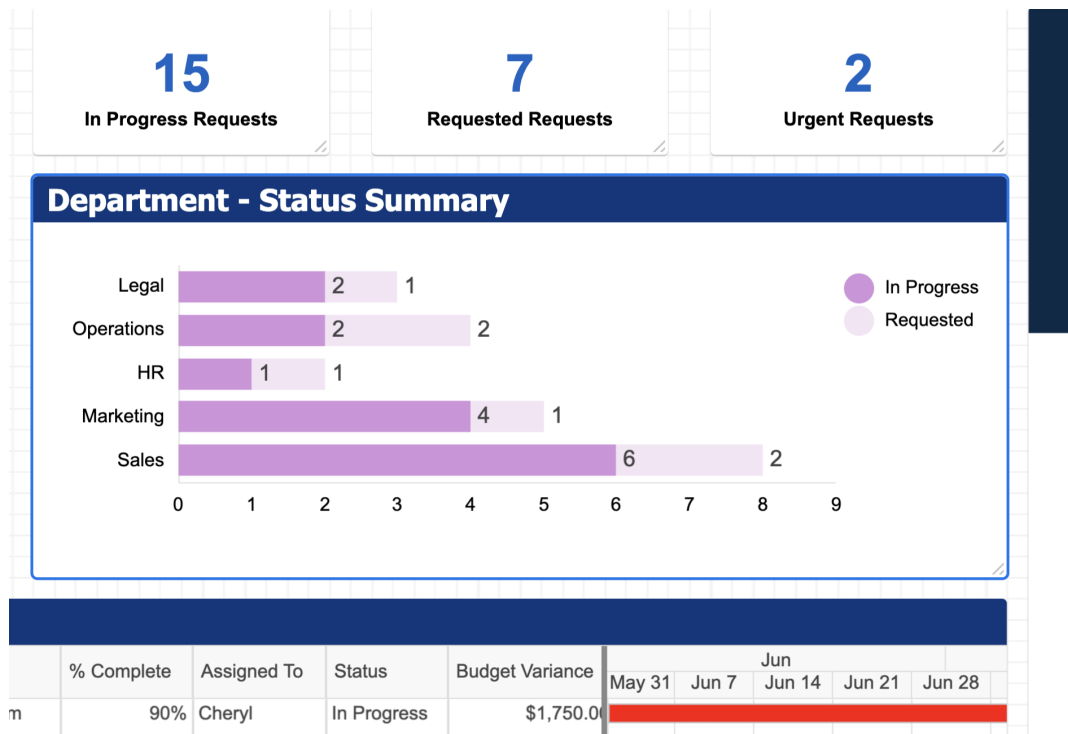 15
In Progress Requests
7
Requested Requests
2
Urgent Requests
Department - Status Summary
Legal 2 1
Operations 2 2
HR 1 1
Marketing 4 1
Sales 6 2
0 1 2 3 4 5 6 7 8 9
In Progress
Requested
% Complete Assigned To Status Budget Variance Jun
May 31 Jun 7 Jun 14 Jun 21 Jun 28
m 90% Cheryl In Progress $1,750.00